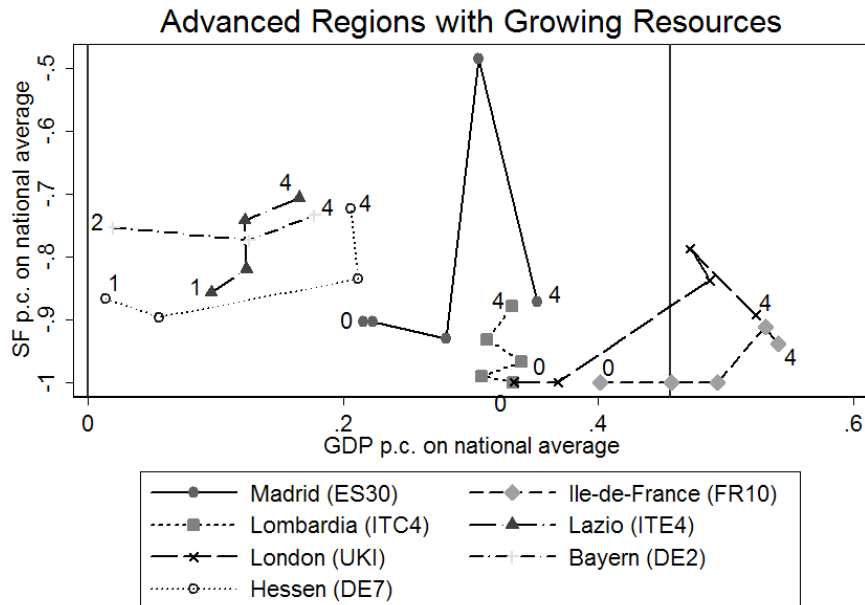 Advanced Regions with Growing Resources
SF p.c. on national average
-.5
-.6
-.7
-.8
-.9
-1
2
4
4
4
1
1
0
4
4
0
0
0
4
4
0
.2
.4
.6
GDP p.c. on national average
Madrid (ES30)
Ile-de-France (FR10)
Lombardia (ITC4)
Lazio (ITE4)
London (UKI)
Bayern (DE2)
Hessen (DE7)